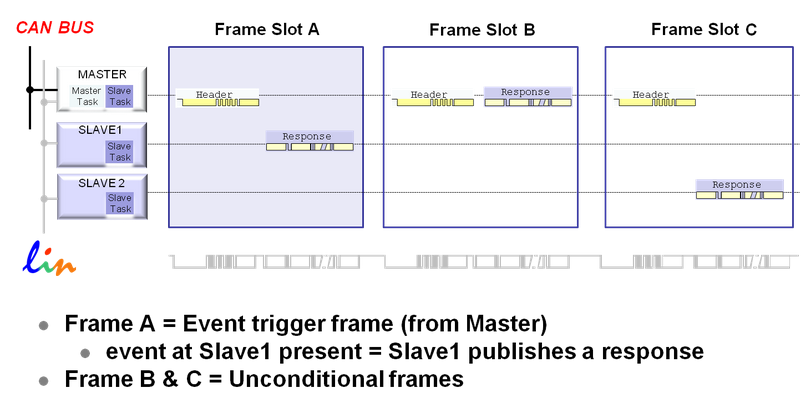 CAN BUS
Frame Slot A
Frame Slot B
Frame Slot C
MASTER
Master Task
Slave Task
Header
Header
Response
Header
SLAVE1
Slave Task
Response
SLAVE 2
Slave Task
Response
lin
Frame A = Event trigger frame (from Master)
event at Slave1 present = Slave1 publishes a response
Frame B & C = Unconditional frames